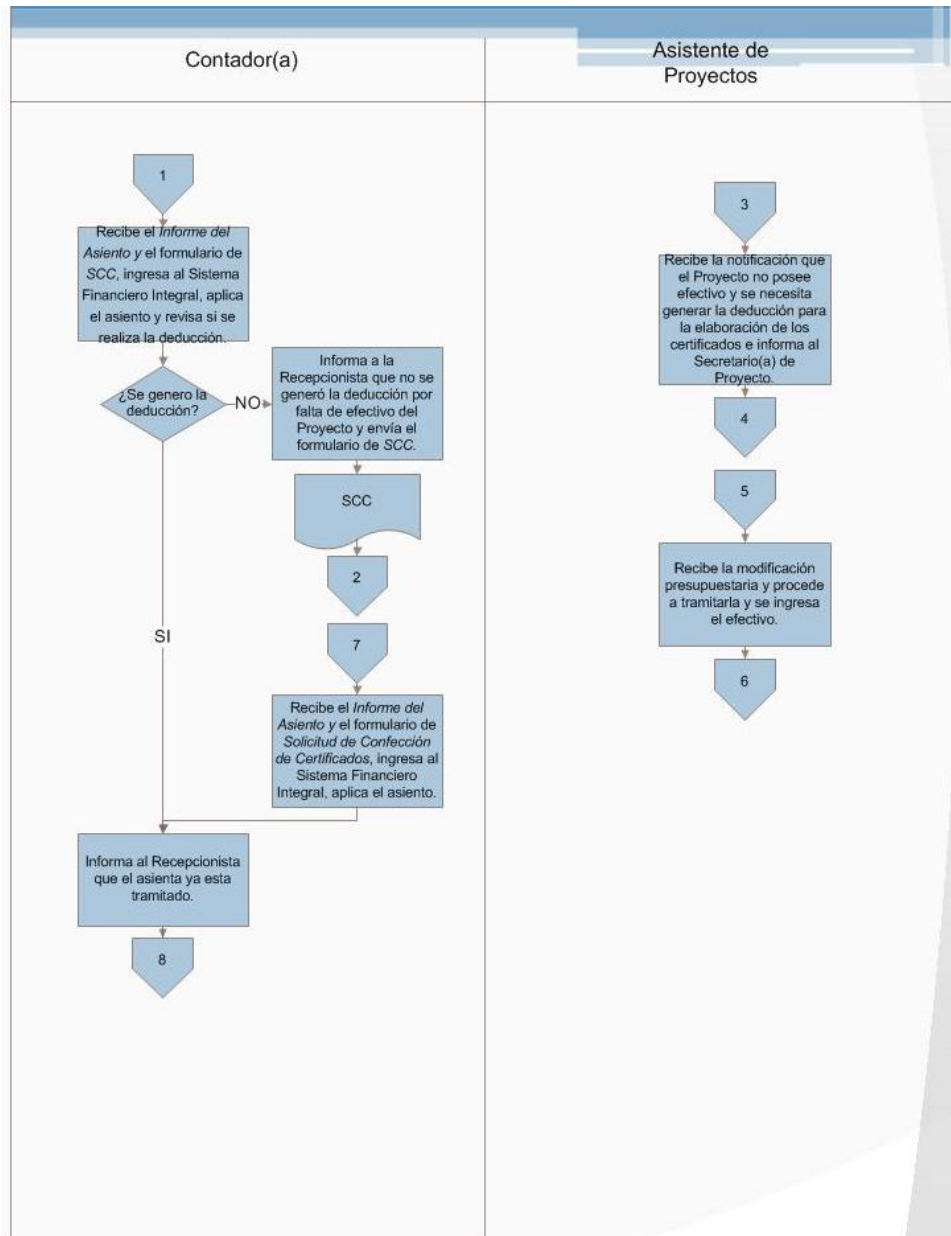 Contador(a)
Asistente de
Proyectos
1
Recibe el Informe del
Asiento y el formulario de
SCC, ingresa al Sistema
Financiero Integral, aplica
el asiento y revisa si se
realiza la deducción.
¿Se genero la
deducción?
NO
Informa a la
Recepcionista que no se
generó la deducción por
falta de efectivo del
Proyecto y envía el
formulario de SCC.
SCC
2
7
SI
Recibe el Informe del
Asiento y el formulario de
Solicitud de Confección
de Certificados, ingresa al
Sistema Financiero
Integral, aplica el asiento.
Informa al Recepcionista
que el asienta ya esta
tramitado.
8
3
Recibe la notificación que
el Proyecto no posee
efectivo y se necesita
generar la deducción para
la elaboración de los
certificados e informa al
Secretario(a) de
Proyecto.
4
5
Recibe la modificación
presupuestaria y procede
a tramitarla y se ingresa
el efectivo.
6